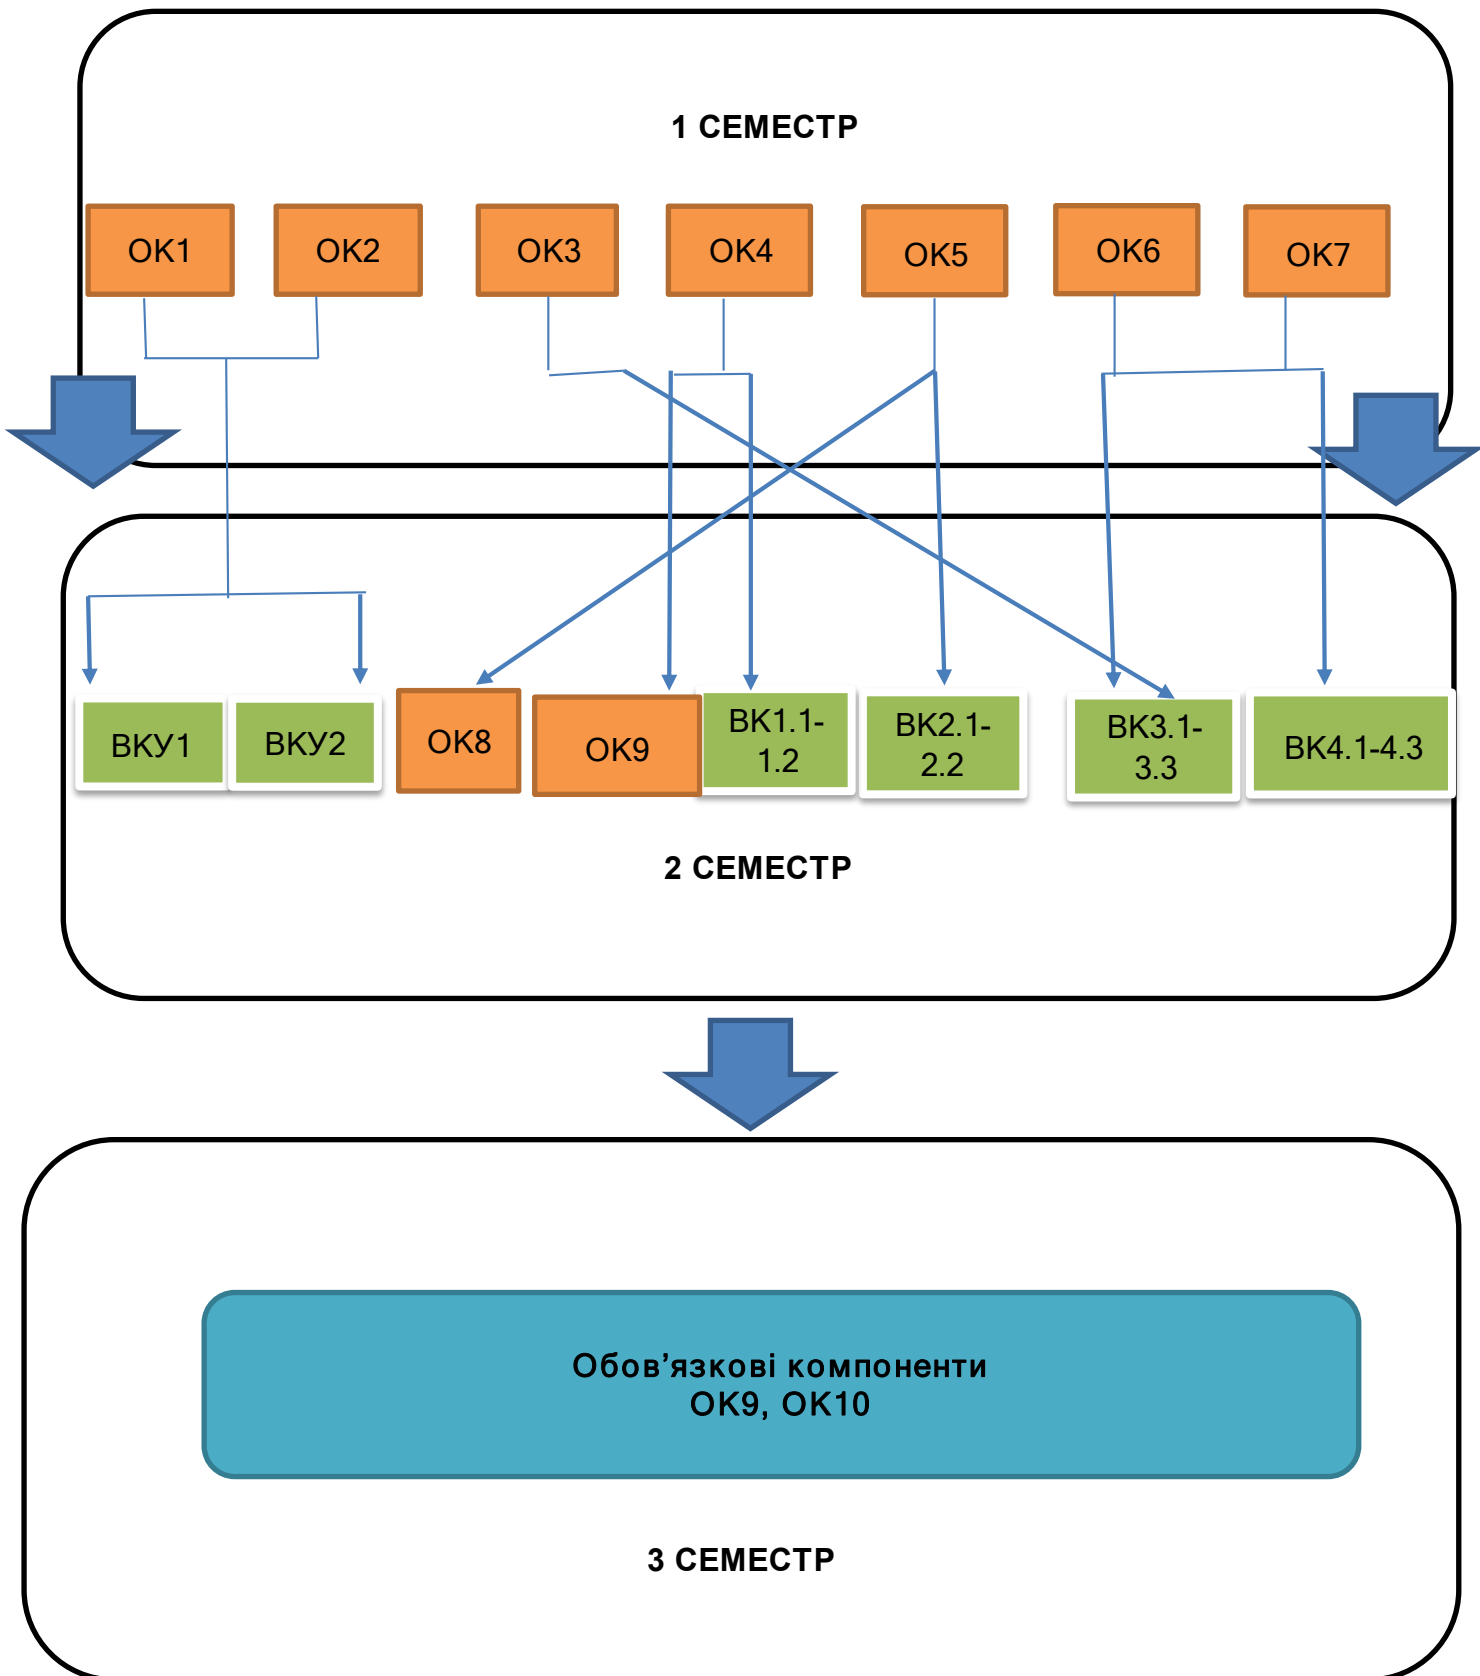 1 СЕМЕСТР
ОК1
ОК2
ОК3
ОК4
ОК5
ОК6
ОК7
ВКУ1
ВКУ2
ОК8
ОК9
ВК1.1-
1.2
ВК2.1-
2.2
ВК3.1-
3.3
ВК4.1-4.3
2 СЕМЕСТР
Обов’язкові компоненти
ОК9, ОК10
3 СЕМЕСТР